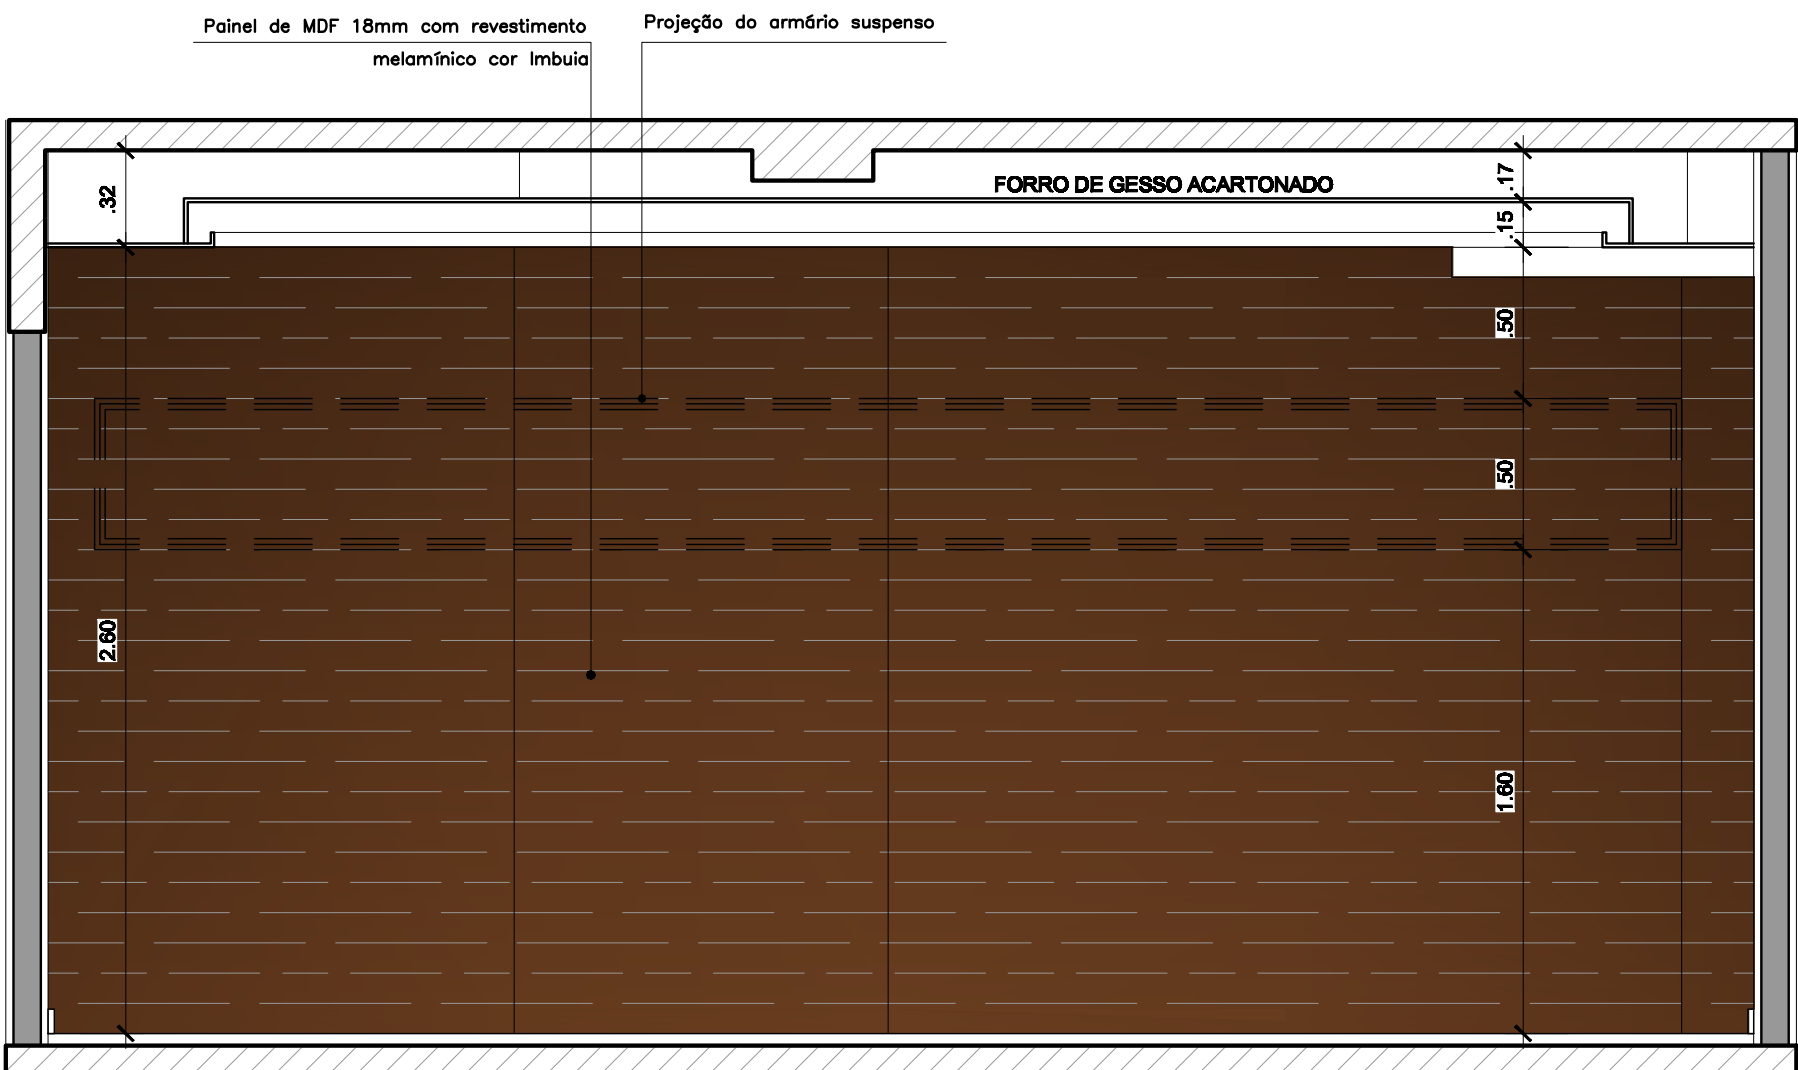 Painel de MDF 18mm com revestimento
melamínico cor Imbuia
Projeção do armário suspenso
FORRO DE GESSO ACARTONADO
.32
.17
.15
.50
.50
2.60
1.60